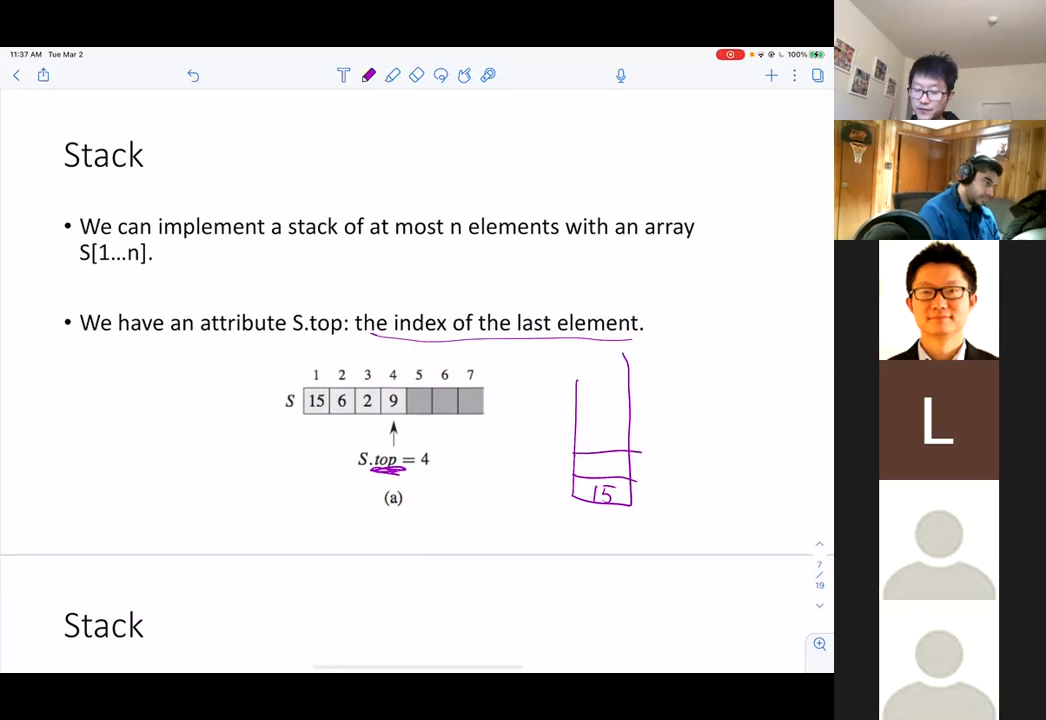 11:37 AM Tue Mar 2
100%
T
Stack
• We can implement a stack of at most n elements with an array
S[1...n].
• We have an attribute S.top: the index of the last element.
1 2 3 4 5 6 7
S 15 6 2 9
S.top = 4
15
(a)
7
/
19
Stack
L